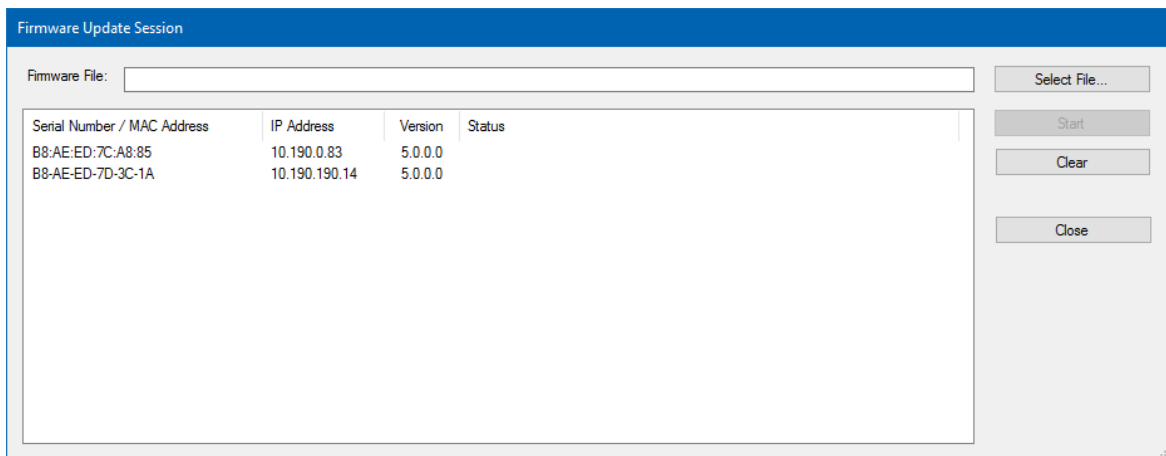 Firmware Update Session
Firmware File:
Select File...
Serial Number / MAC Address IP Address Version Status
Start
B8:AE:ED:7C:A8:85 10.190.0.83 5.0.0.0
Clear
B8-AE-ED-7D-3C-1A 10.190.190.14 5.0.0.0
Close